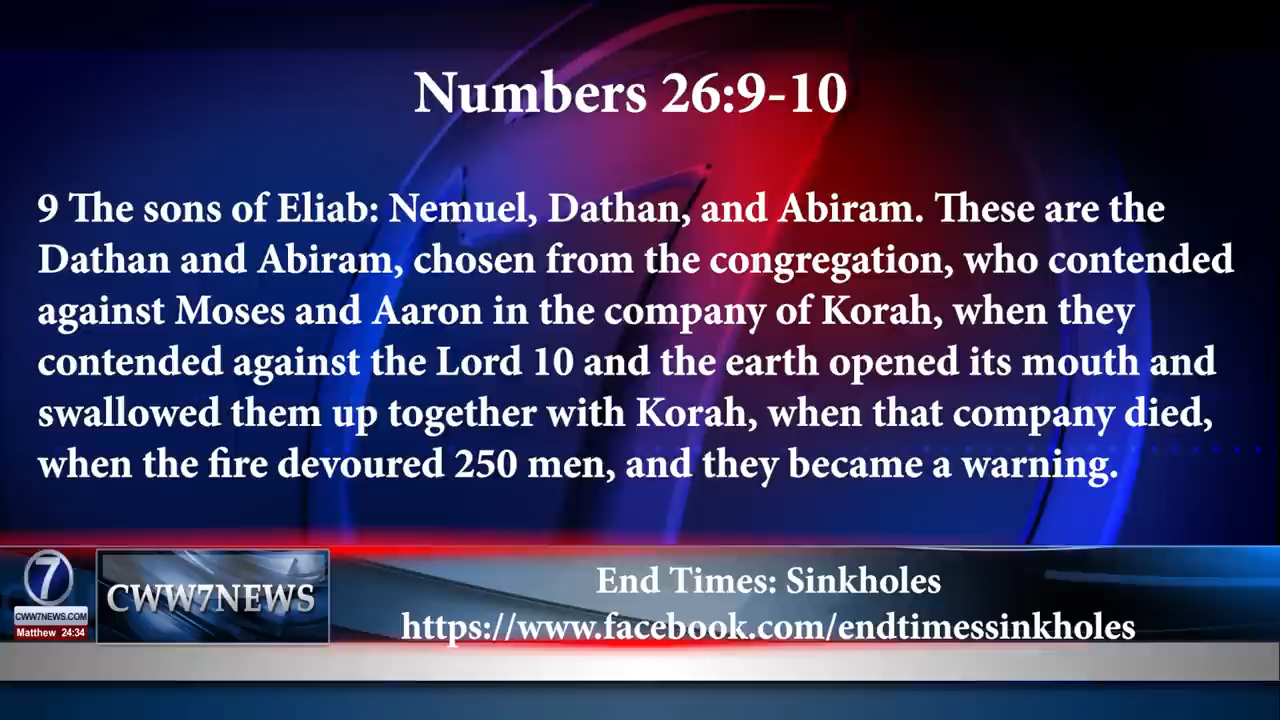 Numbers 26:9-10
9 The sons of Eliab: Nemuel, Dathan, and Abiram. These are the
Dathan and Abiram, chosen from the congregation, who contended
against Moses and Aaron in the company of Korah, when they
contended against the Lord 10 and the earth opened its mouth and
swallowed them up together with Korah, when that company died,
when the fire devoured 250 men, and they became a warning.
7
CWW7NEWS.COM
Matthew 24:34
CWW7NEWS
End Times: Sinkholes
https://www.facebook.com/endtimessinkholes